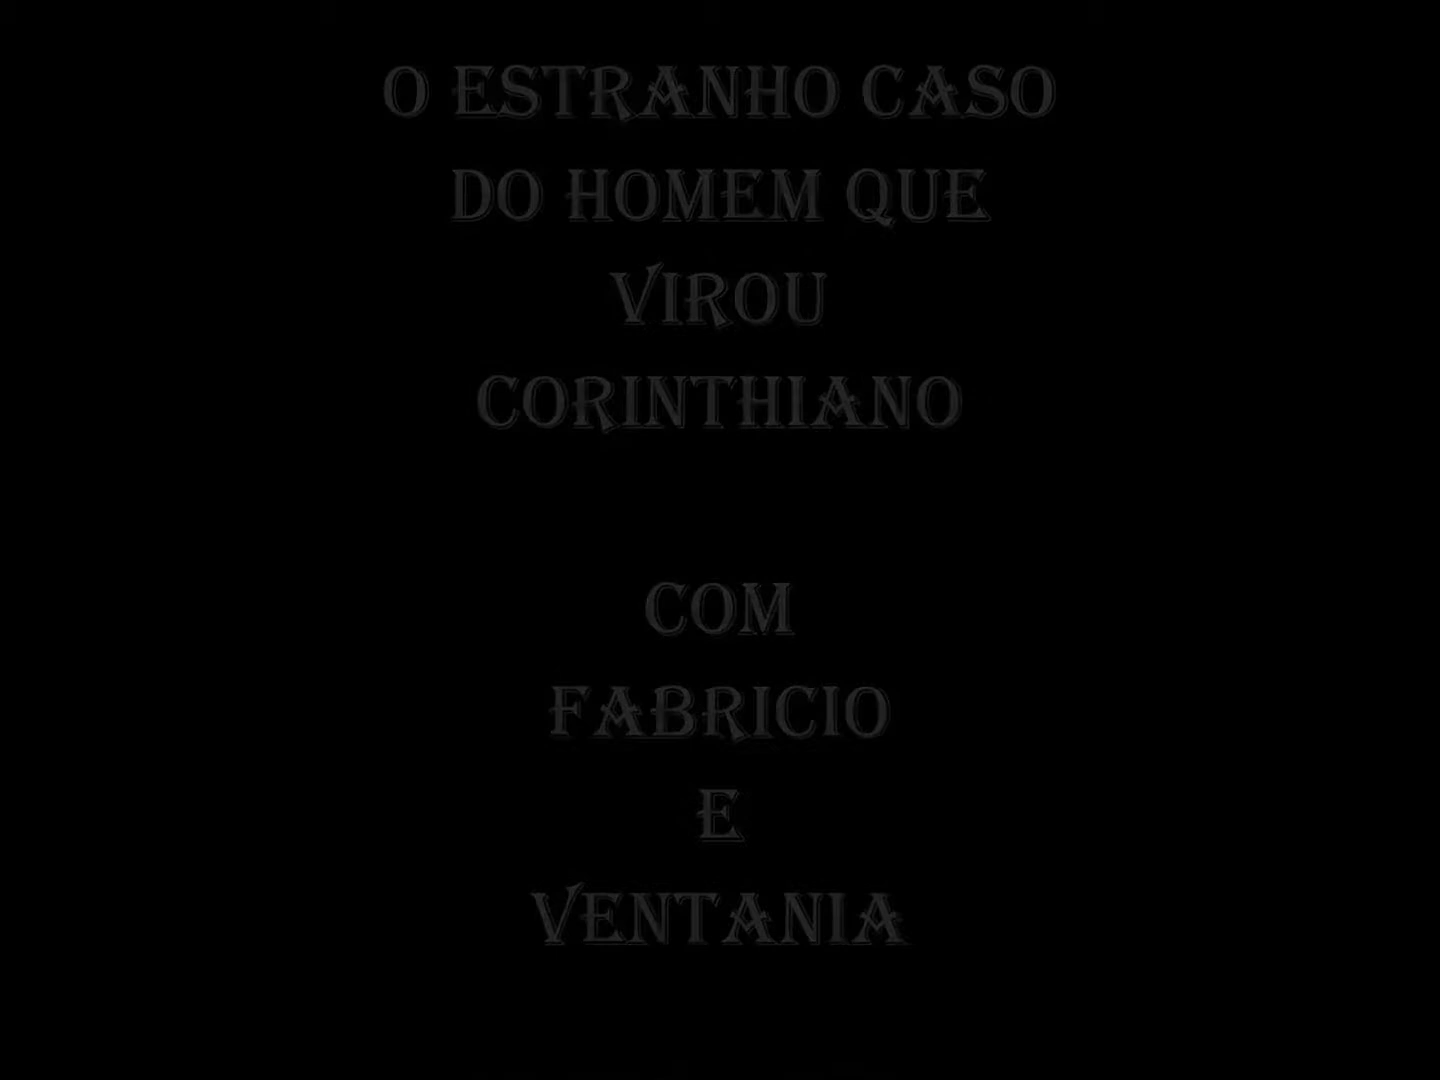 O ESTRANHO CASO
DO HOMEM QUE
VIROU
CORINTHIANO
COM
FABRICIO
E
VENTANIA